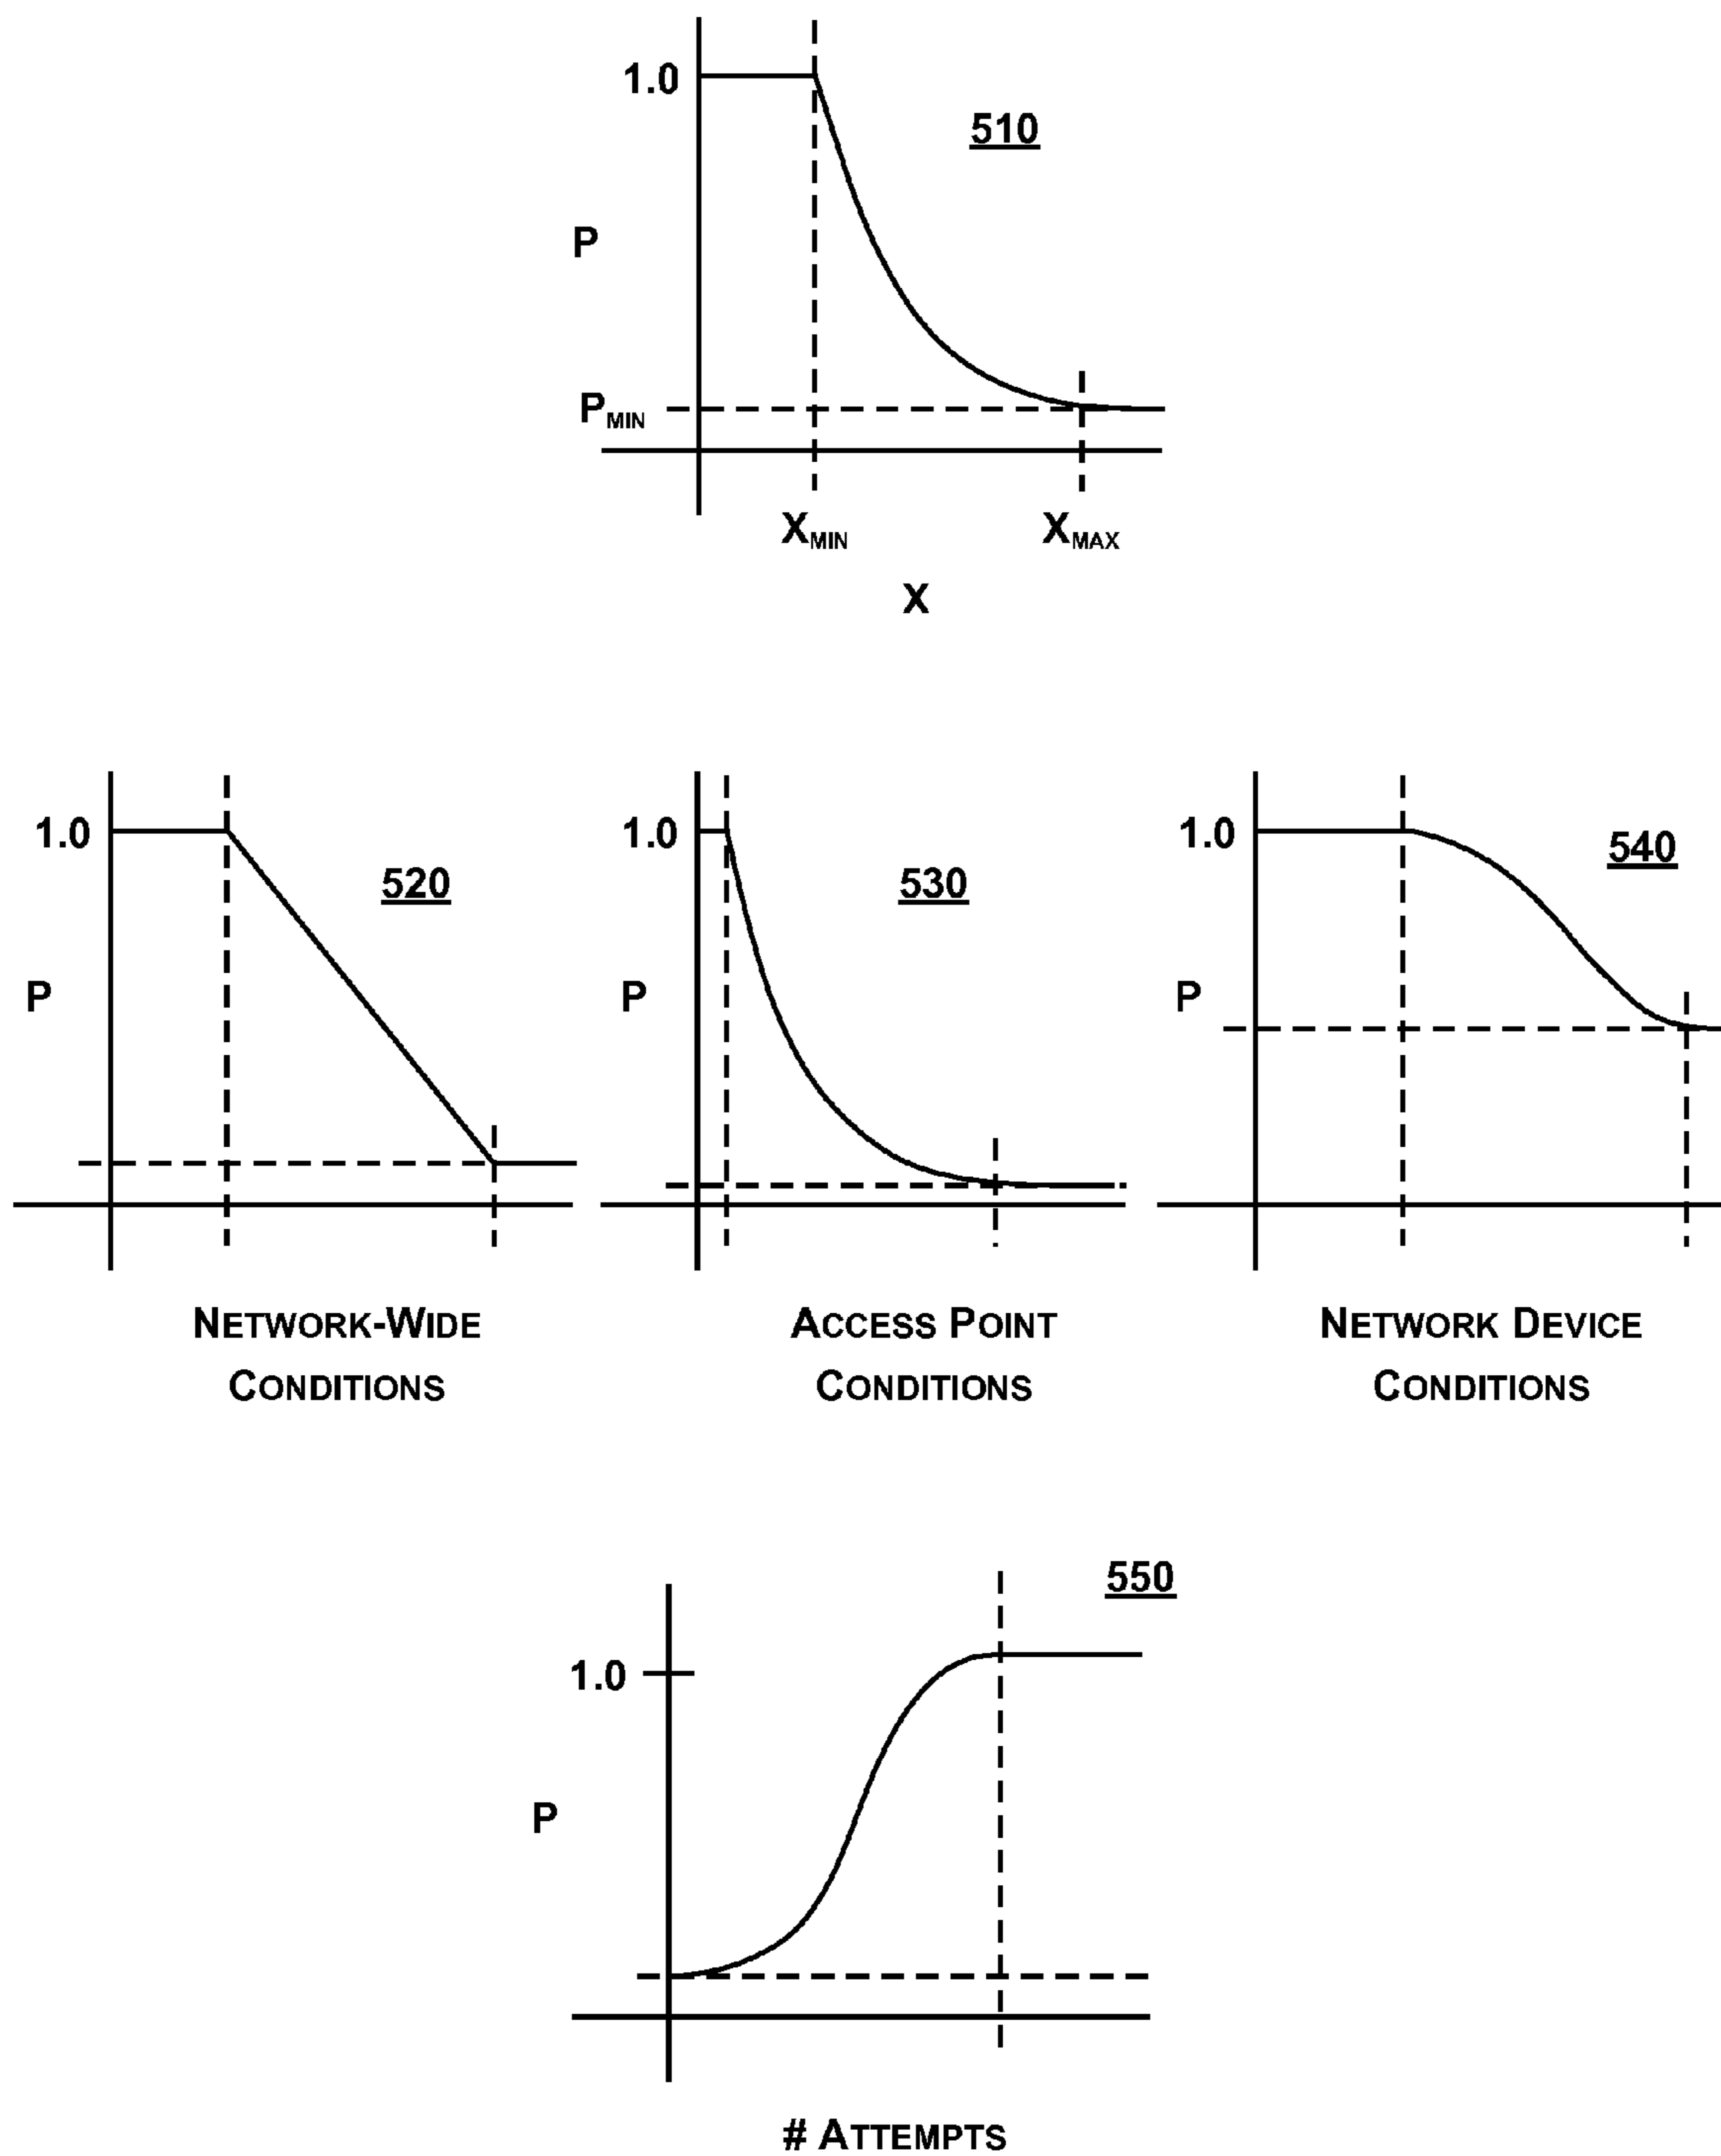 1.0
510
P
PMIN
XMIN
XMAX
X
1.0
520
P
NETWORK-WIDE
CONDITIONS
1.0
530
P
ACCESS POINT
CONDITIONS
1.0
540
P
NETWORK DEVICE
CONDITIONS
550
1.0
P
# ATTEMPTS